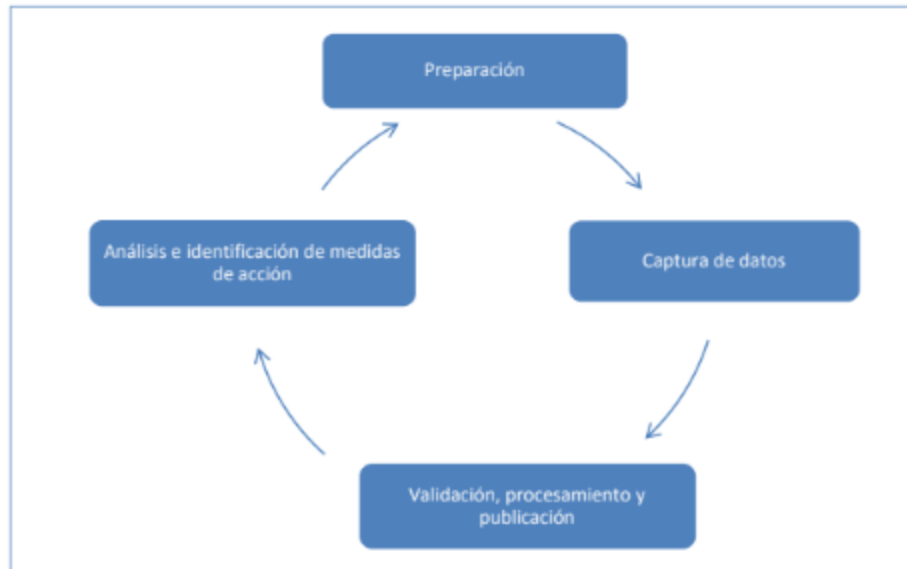 Preparación
Análisis e identificación de medidas
de acción
Captura de datos
Validación, procesamiento y
publicación